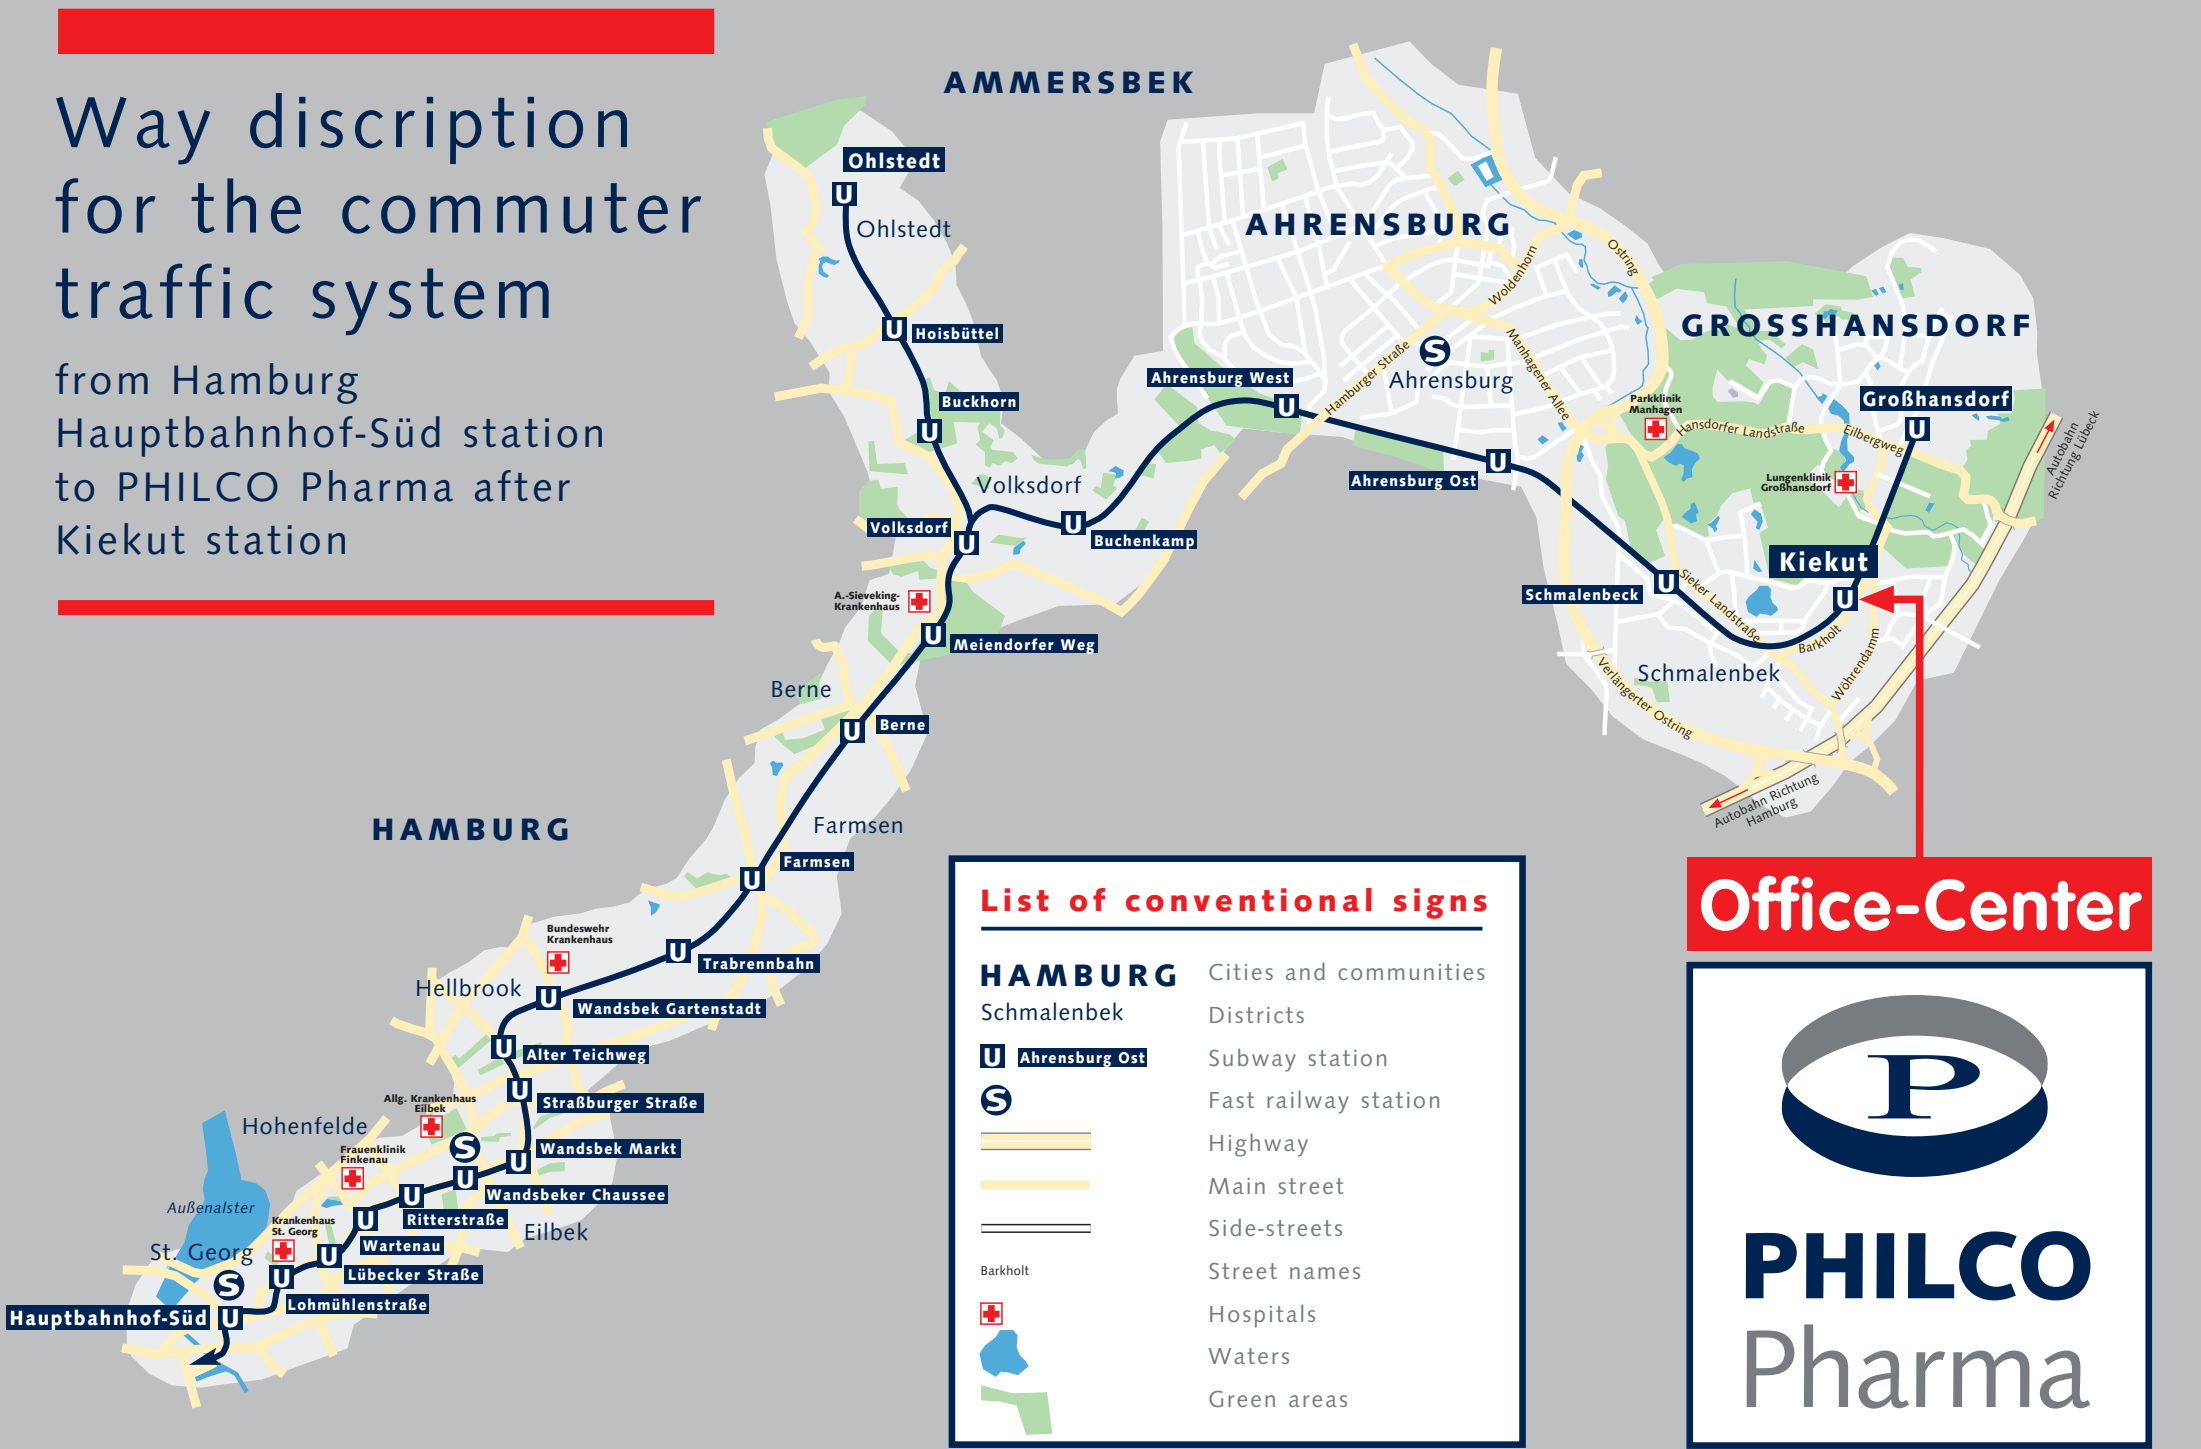 Way discription
for the commuter
traffic system
from Hamburg
Hauptbahnhof-Süd station
to PHILCO Pharma after
Kiekut station
AMMERSBEK
Ohlstedt
U
Ohlstedt
U
Hoisbüttel
Buckhorn
U
Volksdorf
Volksdorf
U
U
Buchenkamp
A.-Sieveking-
Krankenhaus
U
Meiendorfer Weg
Berne
U
Berne
Farmsen
Farmsen
U
AHRENSBURG
Ostring
Woldenhorn
Hamburger Straße
Manhagener Allee
S
Ahrensburg
Ahrensburg West
U
Ahrensburg Ost
U
GROSSHANSDORF
Großhansdorf
U
Parkklinik
Manhagen
Hansdorfer Landstraße
Eilbergweg
Lungenklinik
Großhansdorf
Autobahn
Richtung Lübeck
Kiekut
U
Schmalenbeck
U
Sieker Landstraße
Barkholt
Wöhrendamm
Schmalenbek
Verlängerter Ostring
Autobahn Richtung
Hamburg
HAMBURG
Bundeswehr
Krankenhaus
U
Trabrennbahn
Hellbrook
U
Wandsbek Gartenstadt
U
Alter Teichweg
U
Straßburger Straße
Allg. Krankenhaus
Eilbek
Hohenfelde
S
U
Wandsbek Markt
Frauenklinik
Finkenau
U
Wandsbeker Chaussee
U
Ritterstraße
Eilbek
Außenalster
Krankenhaus
St. Georg
U
Wartenau
St. Georg
U
Lübecker Straße
S
U
Lohmühlenstraße
Hauptbahnhof-Süd
U
List of conventional signs
HAMBURG Cities and communities
Schmalenbek Districts
U Ahrensburg Ost Subway station
S Fast railway station
Highway
Main street
Side-streets
Barkholt Street names
Hospitals
Waters
Green areas
Office-Center
P
PHILCO
Pharma